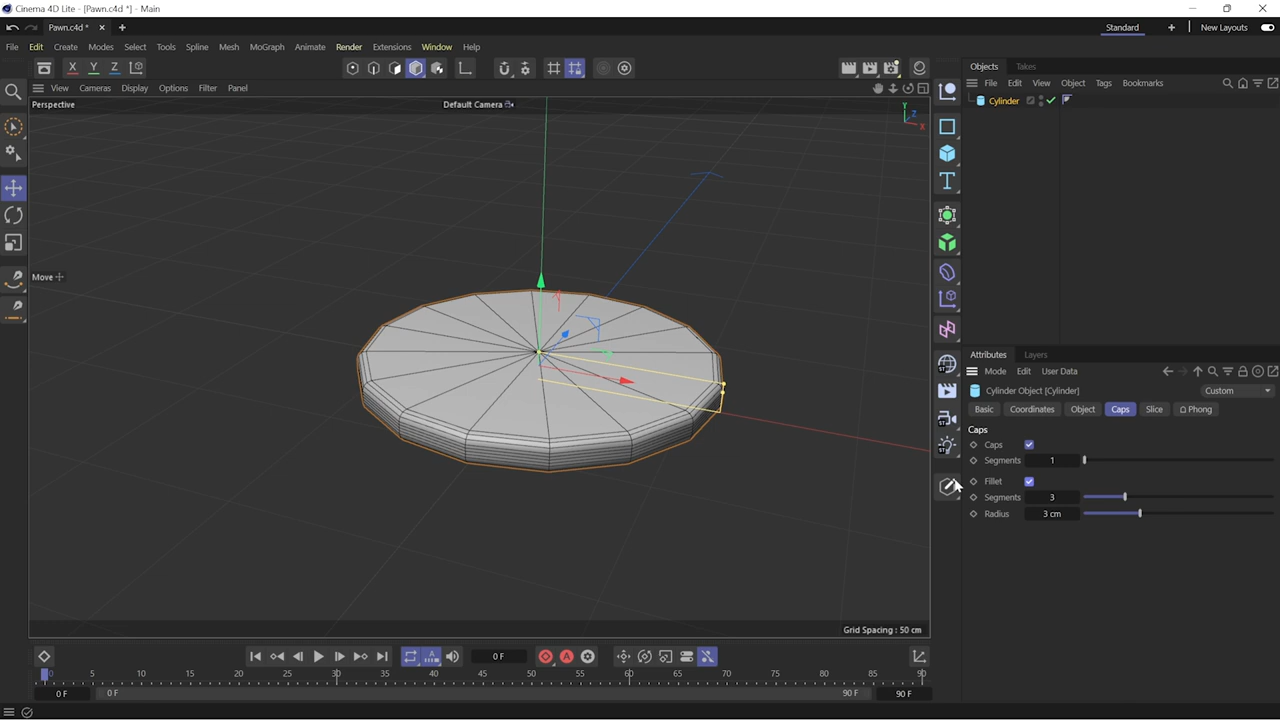 Cinema 4D Lite - [Pawn.c4d *] - Main
Pawn.c4d *
Standard
New Layouts
File Edit Create Modes Select Tools Spline Mesh MoGraph Animate Render Extensions Window Help
X Y Z
Objects Takes
View Cameras Display Options Filter Panel
File Edit View Object Tags Bookmarks
Perspective
Default Camera
Cylinder
Y
Z
X
Move
Attributes Layers
Mode Edit User Data
Cylinder Object [Cylinder]
Custom
Basic Coordinates Object Caps Slice Phong
Caps
Caps
Segments 1
Fillet
Segments 3
Radius 3 cm
Grid Spacing : 50 cm
0 F
0 5 10 15 20 25 30 35 40 45 50 55 60 65 70 75 80 85 90
0 F 0 F 90 F 90 F